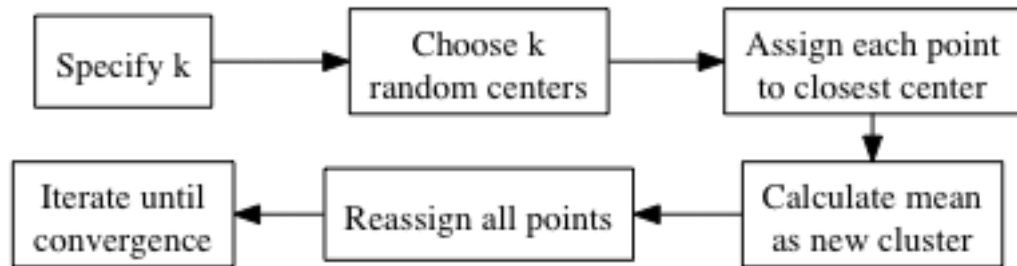 Specify k
Choose k
random centers
Assign each point
to closest center
Calculate mean
as new cluster
Reassign all points
Iterate until
convergence